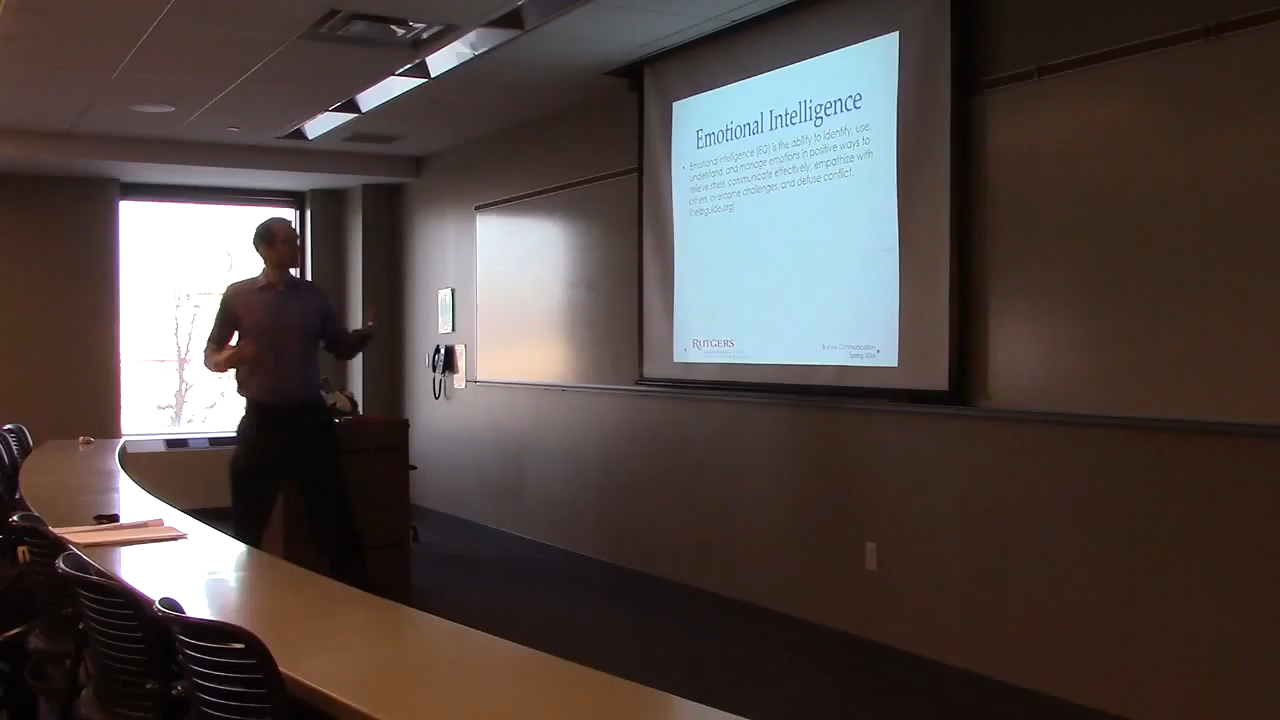 Emotional Intelligence
• Emotional intelligence (EQ) is the ability to identify, use,
understand, and manage emotions in positive ways to
relieve stress, communicate effectively, empathize with
others, overcome challenges, and defuse conflict.
(helpguide.org)
RUTGERS
Business Communication
Spring 2014